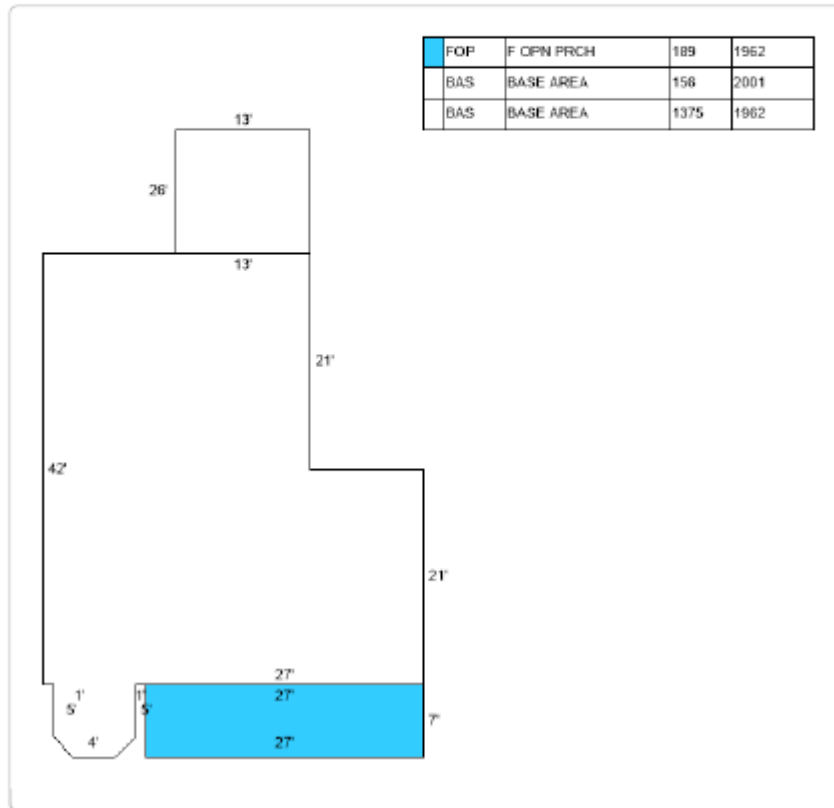 FOP F OPN PRCH 189 1962
BAS BASE AREA 156 2001
BAS BASE AREA 1375 1962
13'
26'
13'
21'
42'
21'
27'
1' 1' 27'
5' 5'
7'
4' 27'